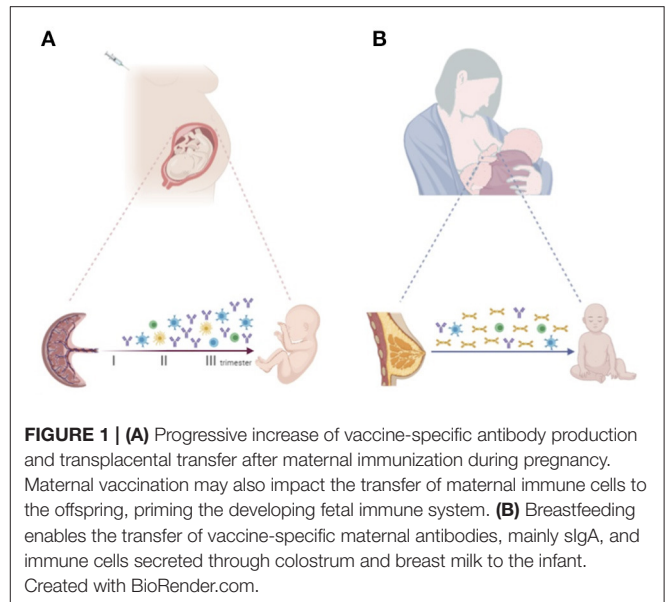 A
B
I II III trimester
FIGURE 1 | (A) Progressive increase of vaccine-specific antibody production
and transplacental transfer after maternal immunization during pregnancy.
Maternal vaccination may also impact the transfer of maternal immune cells to
the offspring, priming the developing fetal immune system. (B) Breastfeeding
enables the transfer of vaccine-specific maternal antibodies, mainly sIgA, and
immune cells secreted through colostrum and breast milk to the infant.
Created with BioRender.com.